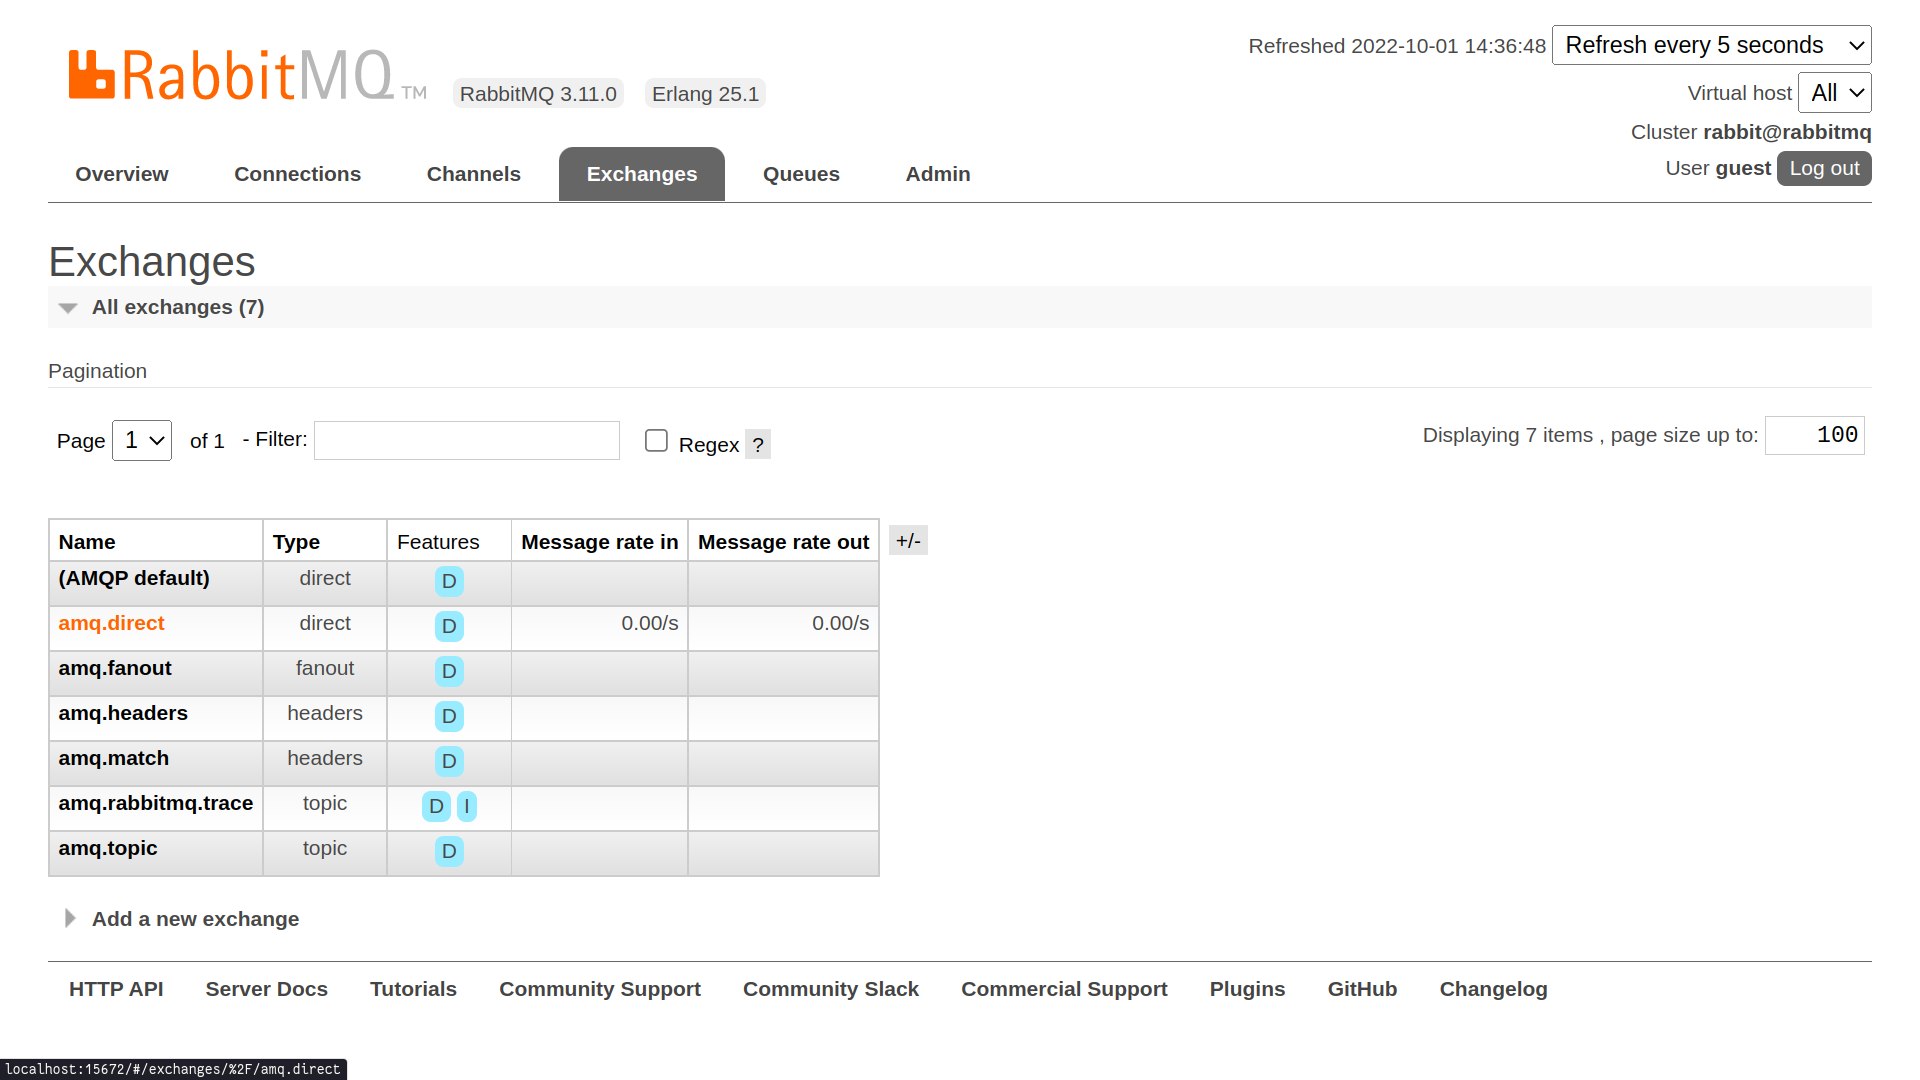 RabbitMQ TM RabbitMQ 3.11.0 Erlang 25.1
Refreshed 2022-10-01 14:36:48 Refresh every 5 seconds
Virtual host All
Cluster rabbit@rabbitmq
User guest Log out
Overview Connections Channels Exchanges Queues Admin
Exchanges
All exchanges (7)
Pagination
Page 1 of 1 - Filter: Regex ? Displaying 7 items , page size up to: 100
Name Type Features Message rate in Message rate out +/-
(AMQP default) direct D
amq.direct direct D 0.00/s 0.00/s
amq.fanout fanout D
amq.headers headers D
amq.match headers D
amq.rabbitmq.trace topic D I
amq.topic topic D
Add a new exchange
HTTP API Server Docs Tutorials Community Support Community Slack Commercial Support Plugins GitHub Changelog
localhost:15672/#/exchanges/%2F/amq.direct